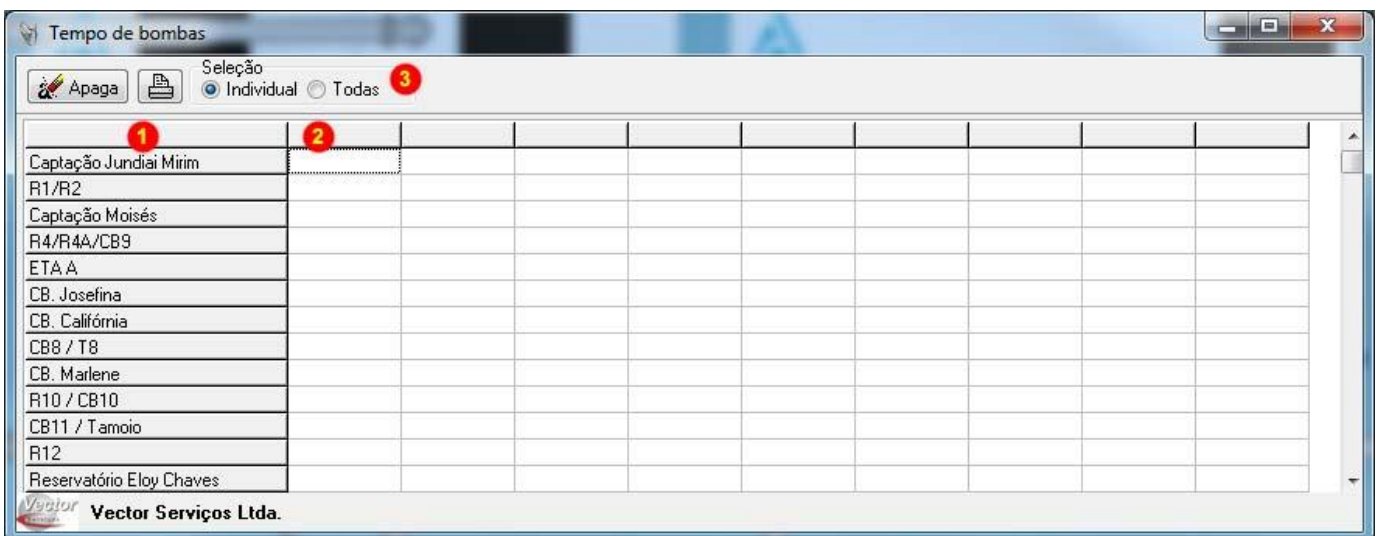 Tempo de bombas
Seleção
Apaga
Individual
Todas
3
1
2
Captação Jundiai Mirim
R1/R2
Captação Moisés
R4/R4A/CB9
ETA A
CB. Josefina
CB. Califórnia
CB8 / T8
CB. Marlene
R10 / CB10
CB11 / Tamoio
R12
Reservatório Eloy Chaves
Vector
Vector Serviços Ltda.